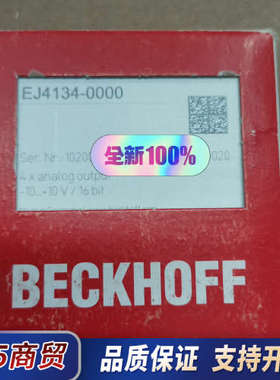 EJ4134-0000
Ser. Nr.: 1020
020
全新100%
4 x analog output
-10...+10 V / 16 bit
BECKHOFF
5商贸
品质保证 支持开